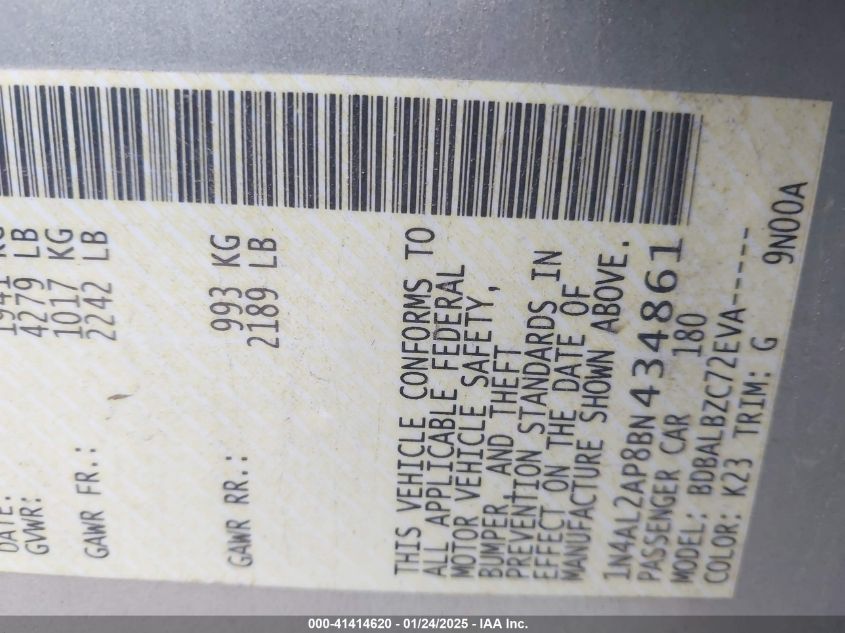 DATE:
GVWR: 4279 LB
1017 KG
GAWR FR.: 2242 LB
993 KG
GAWR RR.: 2189 LB
THIS VEHICLE CONFORMS TO
ALL APPLICABLE FEDERAL
MOTOR VEHICLE SAFETY,
BUMPER, AND THEFT
PREVENTION STANDARDS IN
EFFECT ON THE DATE OF
MANUFACTURE SHOWN ABOVE.
1N4AL2AP8BN434861
PASSENGER CAR 180
MODEL: BDBALBZC72EVA-----
COLOR: K23 TRIM: G 9N00A
000-41414620 - 01/24/2025 - IAA Inc.